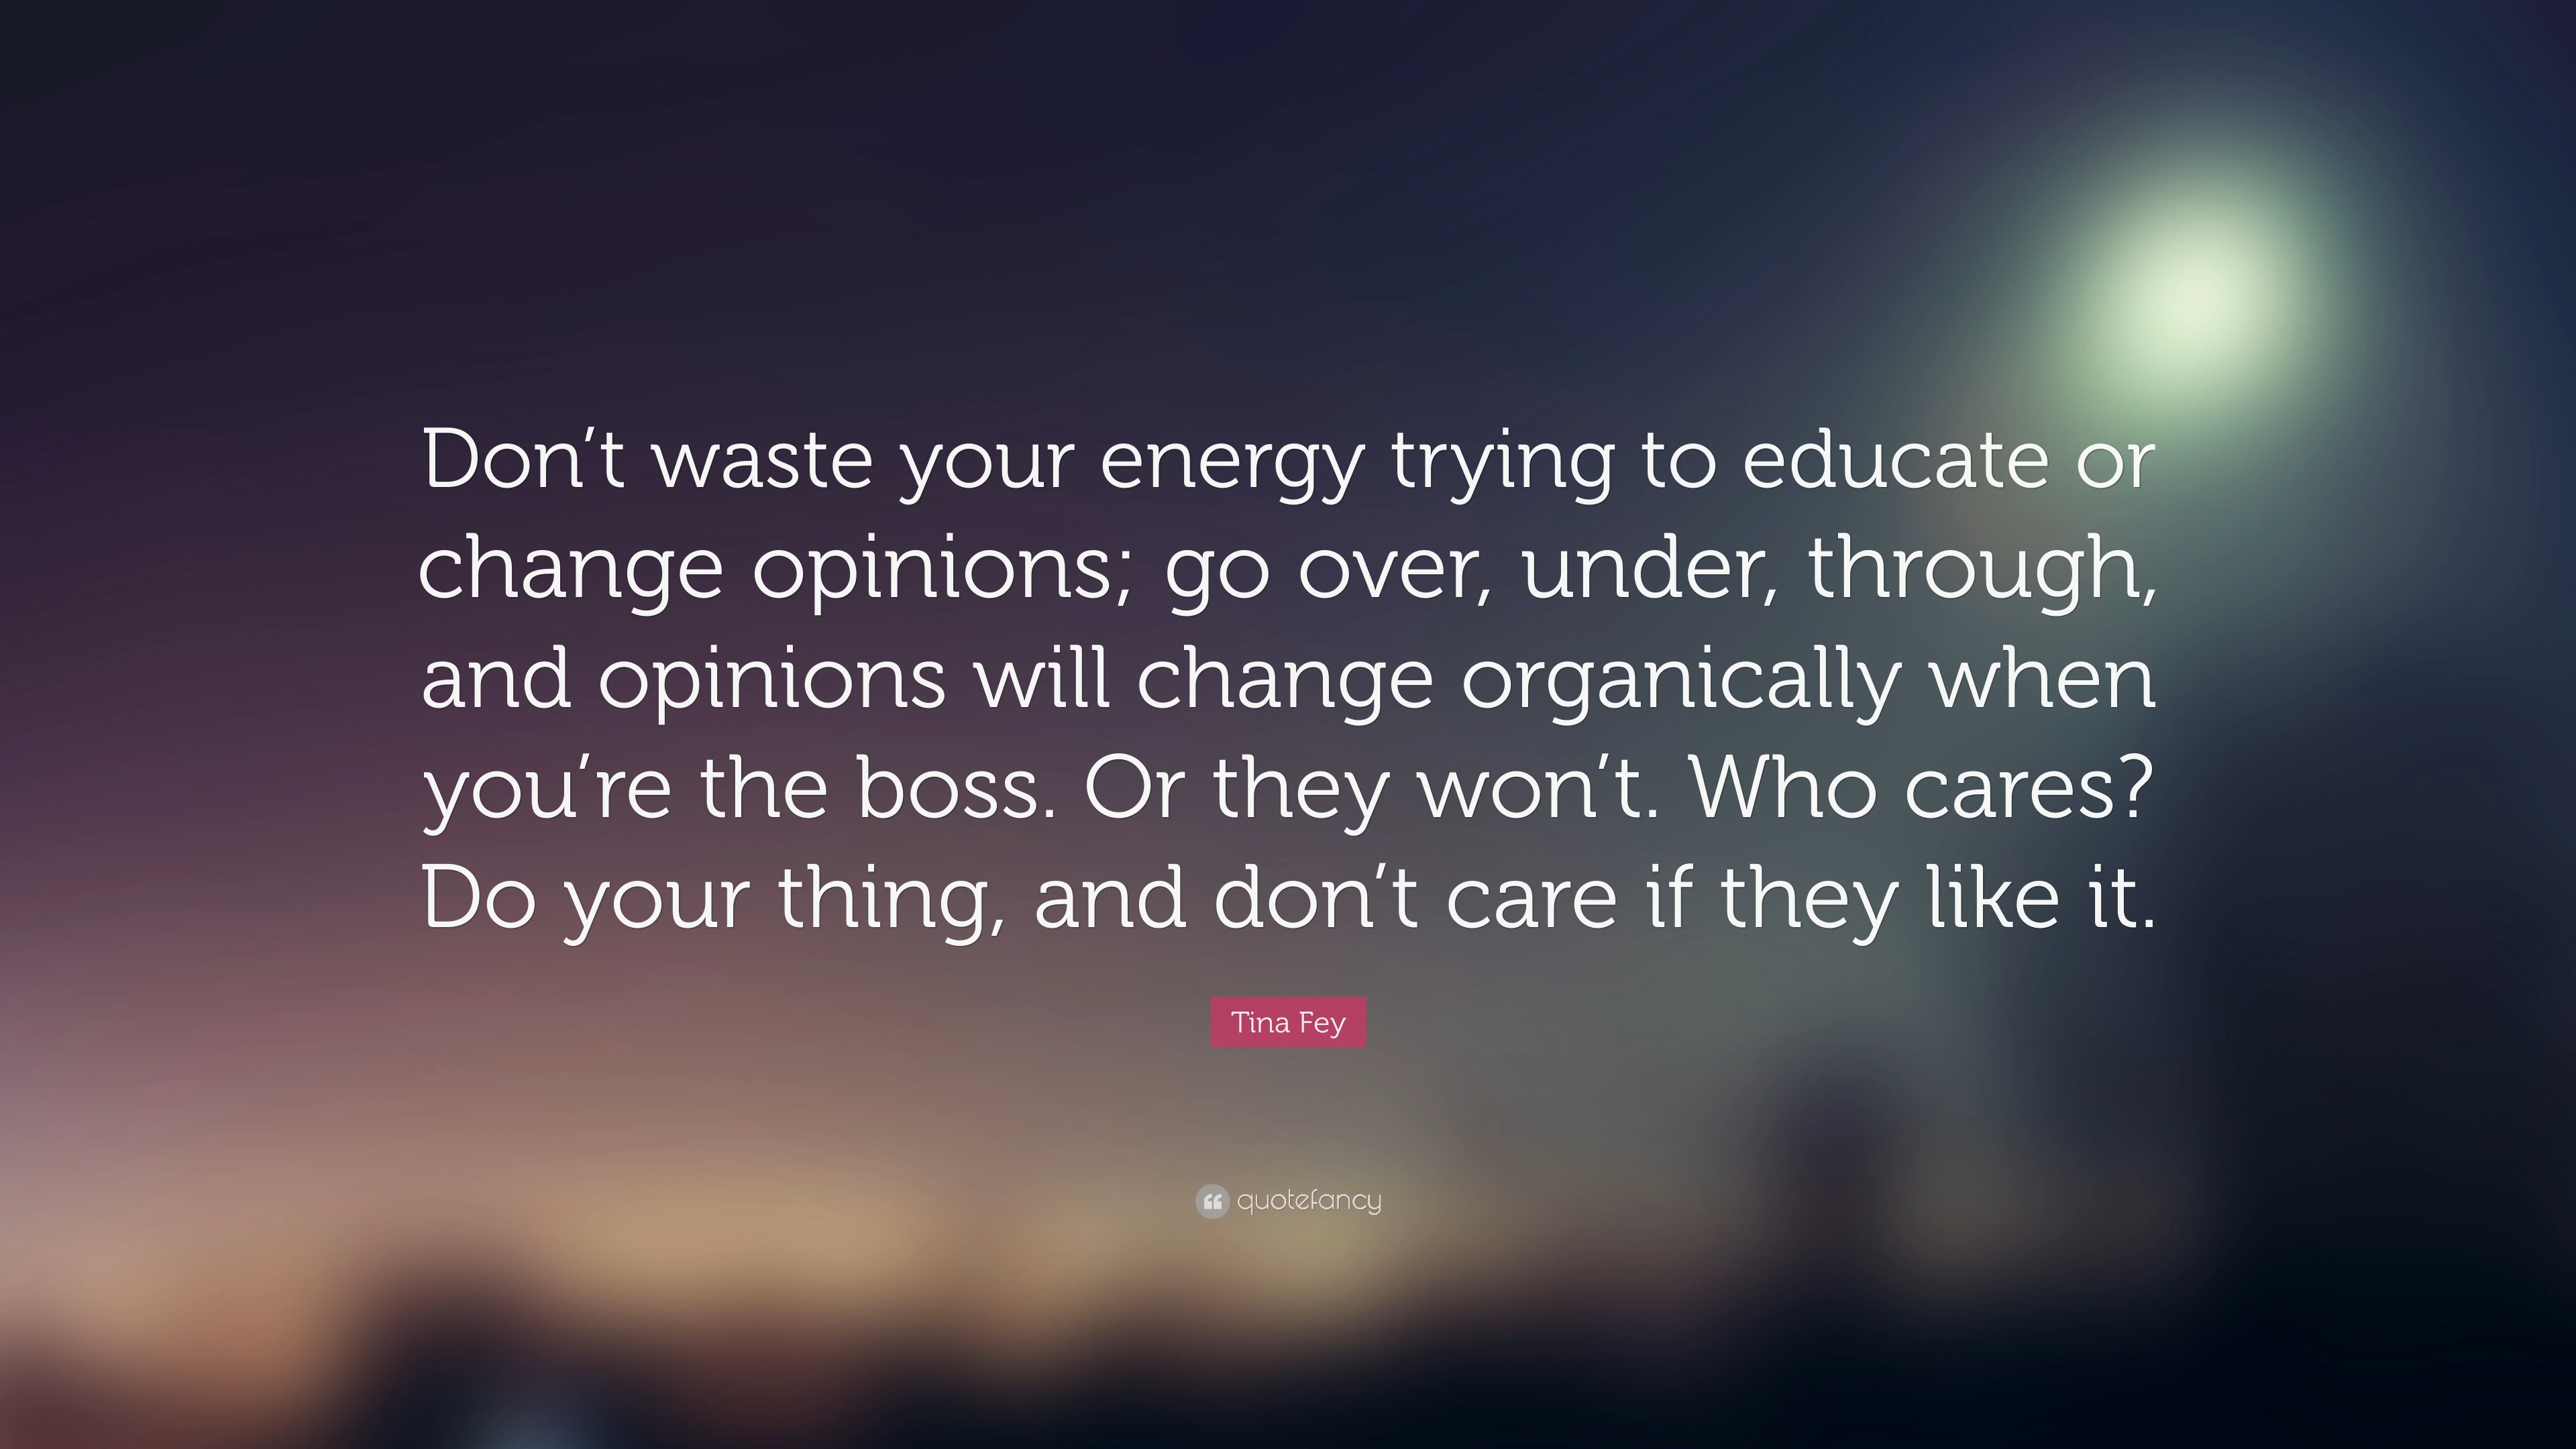 Don’t waste your energy trying to educate or
change opinions; go over, under, through,
and opinions will change organically when
you’re the boss. Or they won’t. Who cares?
Do your thing, and don’t care if they like it.
Tina Fey
quotefancy